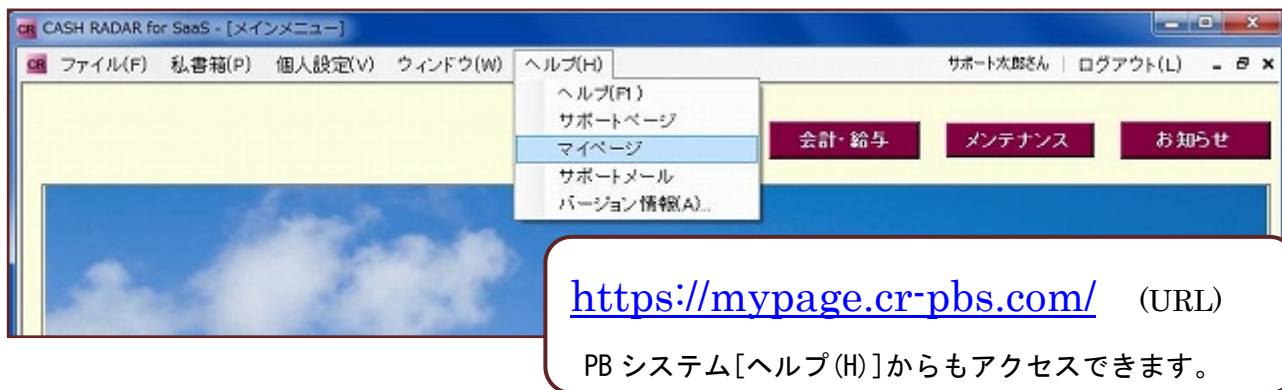 CR CASH RADAR for SaaS - [メインメニュー]
CR ファイル(F) 私書箱(P) 個人設定(V) ウィンドウ(W) ヘルプ(H) サポート太郎さん | ログアウト(L)
ヘルプ(F1)
サポートページ
マイページ
サポートメール
バージョン情報(A)...
会計・給与 メンテナンス お知らせ
https://mypage.cr-pbs.com/ (URL)
PB システム[ヘルプ(H)]からもアクセスできます。